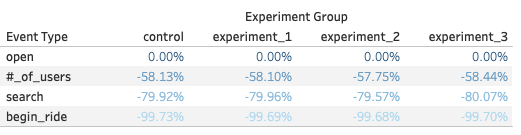 Experiment Group
Event Type control experiment_1 experiment_2 experiment_3
open 0.00% 0.00% 0.00% 0.00%
#_of_users -58.13% -58.10% -57.75% -58.44%
search -79.92% -79.96% -79.57% -80.07%
begin_ride -99.73% -99.69% -99.68% -99.70%